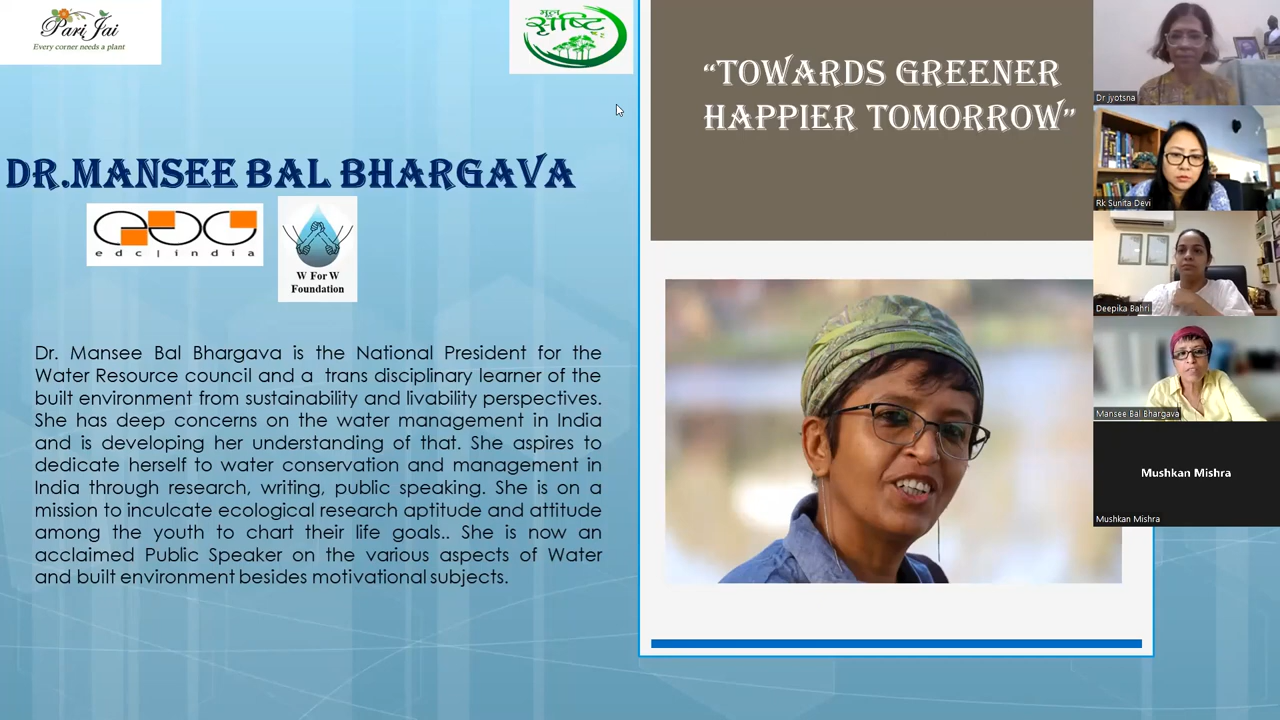 Pari Jai
Every corner needs a plant
मूल
सृष्टि
DR.MANSEE BAL BHARGAVA
edc
edc|india
W For W
Foundation
Dr. Mansee Bal Bhargava is the National President for the
Water Resource council and a trans disciplinary learner of the
built environment from sustainability and livability perspectives.
She has deep concerns on the water management in India
and is developing her understanding of that. She aspires to
dedicate herself to water conservation and management in
India through research, writing, public speaking. She is on a
mission to inculcate ecological research aptitude and attitude
among the youth to chart their life goals.. She is now an
acclaimed Public Speaker on the various aspects of Water
and built environment besides motivational subjects.
“TOWARDS GREENER
HAPPIER TOMORROW”
Dr jyotsna
Rk Sunita Devi
Deepika Bahri
Mansee Bal Bhargava
Mushkan Mishra
Mushkan Mishra